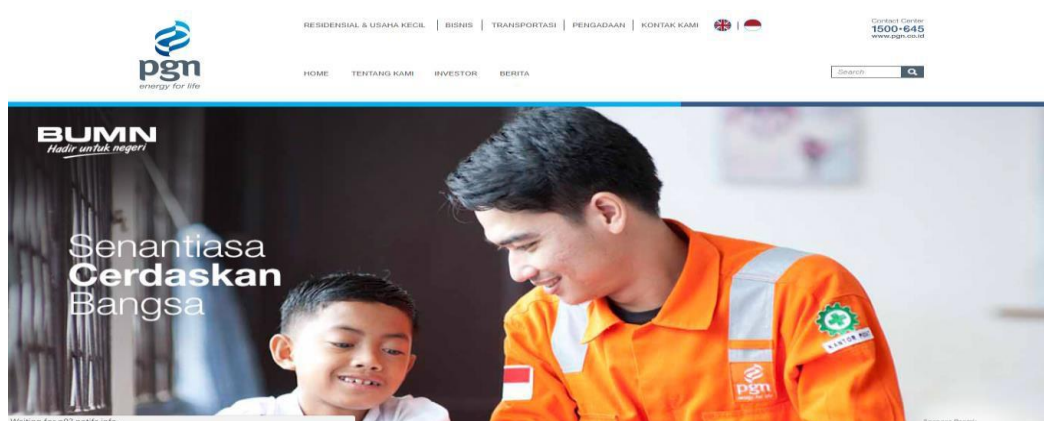 RESIDENSIAL & USAHA KECIL | BISNIS | TRANSPORTASI | PENGADAAN | KONTAK KAMI |
Contact Center
1500-645
www.pgn.co.id
pgn
energy for life
HOME TENTANG KAMI INVESTOR BERITA
Search
BUMN
Hadir untuk negeri
Senantiasa
Cerdaskan
Bangsa
KANTOR
pgn